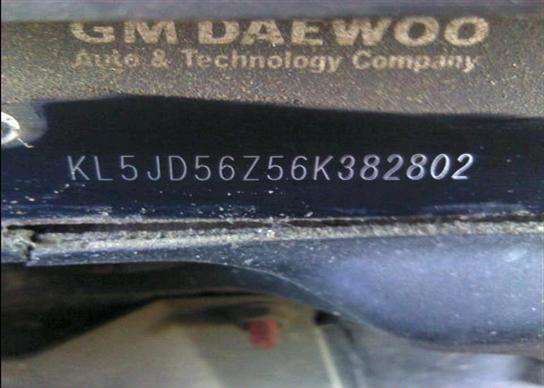 GM DAEWOO
Auto & Technology Company
KL5JD56Z56K382802